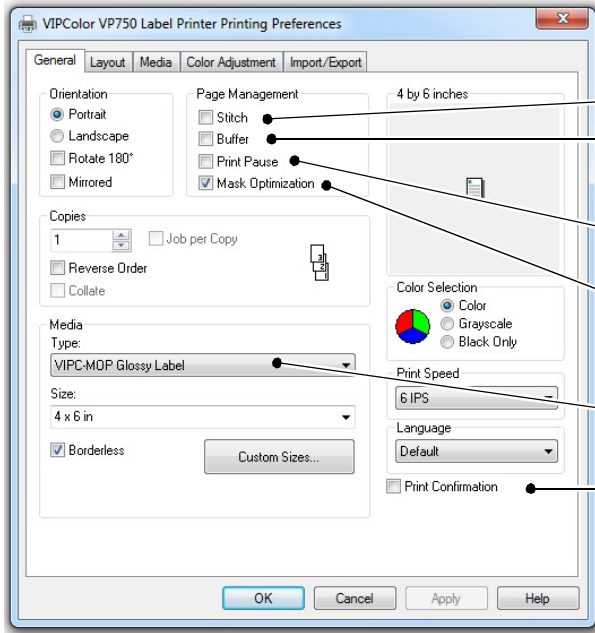 VIPColor VP750 Label Printer Printing Preferences
General Layout Media Color Adjustment Import/Export
Orientation
Portrait
Landscape
Rotate 180°
Mirrored
Page Management
Stitch
Buffer
Print Pause
Mask Optimization
4 by 6 inches
Copies
1
Job per Copy
Reverse Order
Collate
3
2
1
Color Selection
Color
Grayscale
Black Only
Media
Type:
VIPC-MOP Glossy Label
Size:
4 x 6 in
Borderless
Custom Sizes...
Print Speed
6 IPS
Language
Default
Print Confirmation
OK Cancel Apply Help